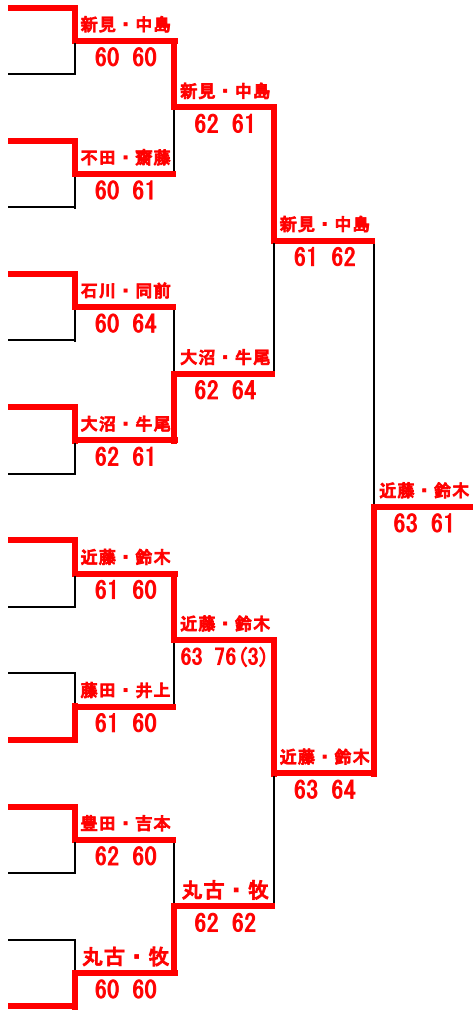 新見・中島
60 60
新見・中島
62 61
不田・齋藤
60 61
新見・中島
61 62
石川・同前
60 64
大沼・牛尾
62 64
大沼・牛尾
62 61
近藤・鈴木
63 61
近藤・鈴木
61 60
近藤・鈴木
63 76(3)
藤田・井上
61 60
近藤・鈴木
63 64
豊田・吉本
62 60
丸古・牧
62 62
丸古・牧
60 60